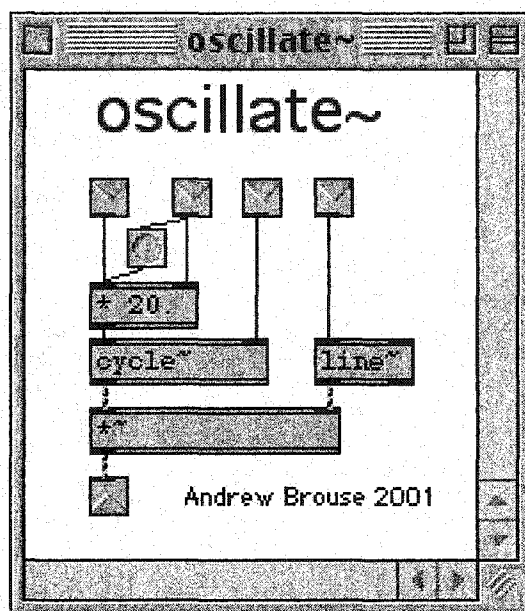 oscillate~
oscillate~
* 20.
cycle~ line~
*~
Andrew Brouse 2001